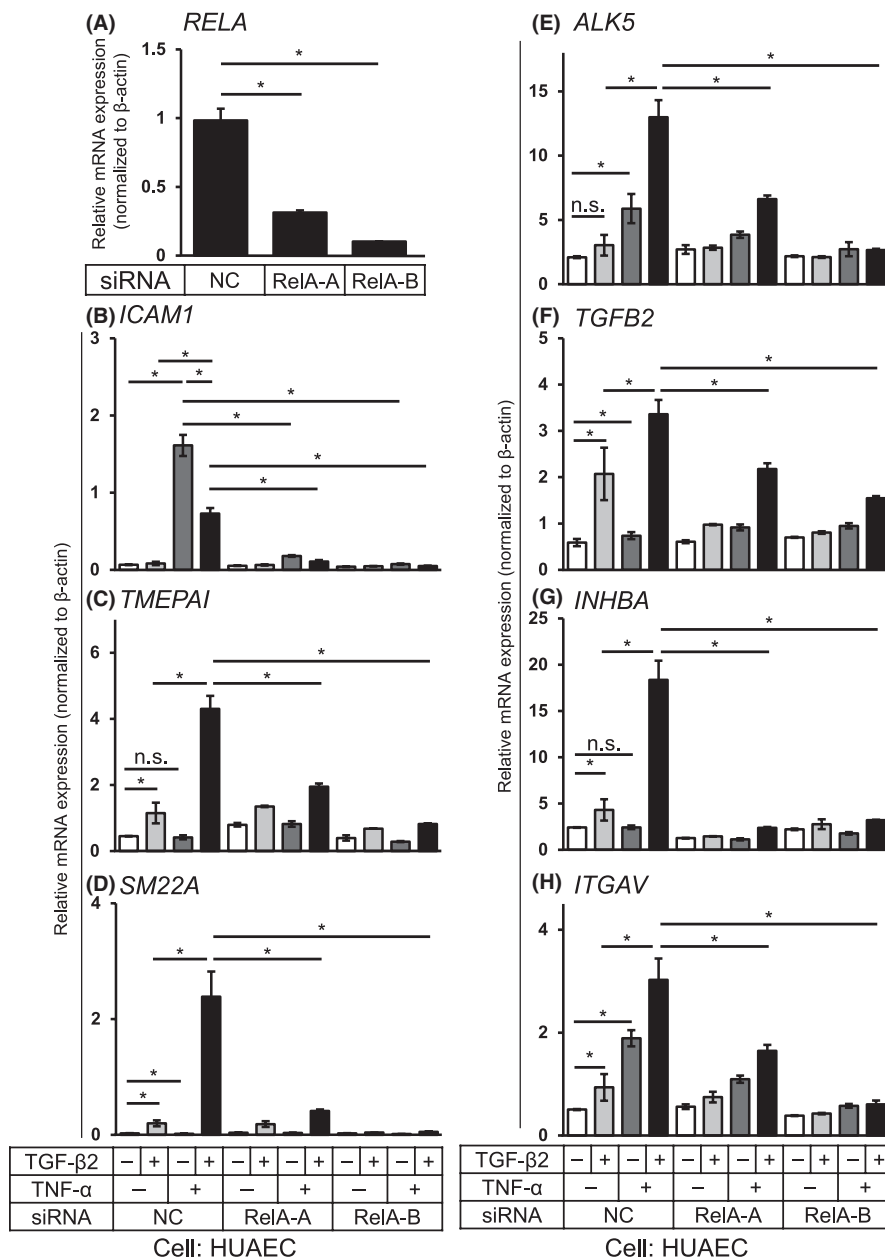 (A) RELA
Relative mRNA expression
(normalized to β-actin)
1.5
1
0.5
0
*
*
siRNA NC RelA-A RelA-B
(B) ICAM1
3
2
1
0
*
* *
*
*
*
*
(C) TMEPAI
6
4
2
0
*
* *
n.s.
*
(D) SM22A
4
2
0
*
* *
*
*
Relative mRNA expression (normalized to β-actin)
TGF-β2 – + – + – + – + – + – +
TNF-α – + – + – +
siRNA NC RelA-A RelA-B
Cell: HUAEC
(E) ALK5
15
10
5
0
*
* *
*
n.s.
(F) TGFB2
5
4
3
2
1
0
*
* *
*
*
(G) INHBA
25
20
15
10
5
0
*
* *
n.s.
*
(H) ITGAV
4
2
0
*
* *
*
*
Relative mRNA expression (normalized to β-actin)
TGF-β2 – + – + – + – + – + – +
TNF-α – + – + – +
siRNA NC RelA-A RelA-B
Cell: HUAEC